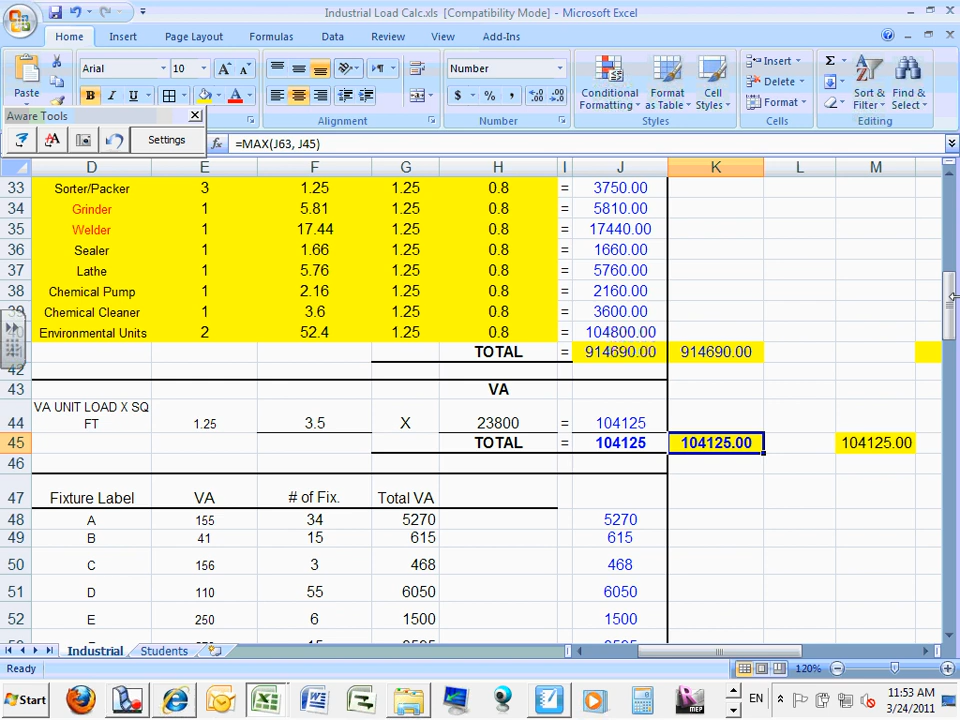 Industrial Load Calc.xls [Compatibility Mode] - Microsoft Excel
Home Insert Page Layout Formulas Data Review View Add-Ins
Paste
Arial 10 A A
B I U A
Number
$ % ,
Conditional Formatting
Format as Table
Cell Styles
Insert
Delete
Format
Σ
Sort & Filter
Find & Select
Alignment Number Styles Cells Editing
Aware Tools
Settings
fx =MAX(J63, J45)
D E F G H I J K L M
33 Sorter/Packer 3 1.25 1.25 0.8 = 3750.00
34 Grinder 1 5.81 1.25 0.8 = 5810.00
35 Welder 1 17.44 1.25 0.8 = 17440.00
36 Sealer 1 1.66 1.25 0.8 = 1660.00
37 Lathe 1 5.76 1.25 0.8 = 5760.00
38 Chemical Pump 1 2.16 1.25 0.8 = 2160.00
39 Chemical Cleaner 1 3.6 1.25 0.8 = 3600.00
Environmental Units 2 52.4 1.25 0.8 = 104800.00
TOTAL = 914690.00 914690.00
42
43 VA
44 VA UNIT LOAD X SQ FT 1.25 3.5 X 23800 = 104125
45 TOTAL = 104125 104125.00 104125.00
46
47 Fixture Label VA # of Fix. Total VA
48 A 155 34 5270 5270
49 B 41 15 615 615
50 C 156 3 468 468
51 D 110 55 6050 6050
52 E 250 6 1500 1500
Industrial Students
Ready 120%
Start EN 11:53 AM
3/24/2011
MEP